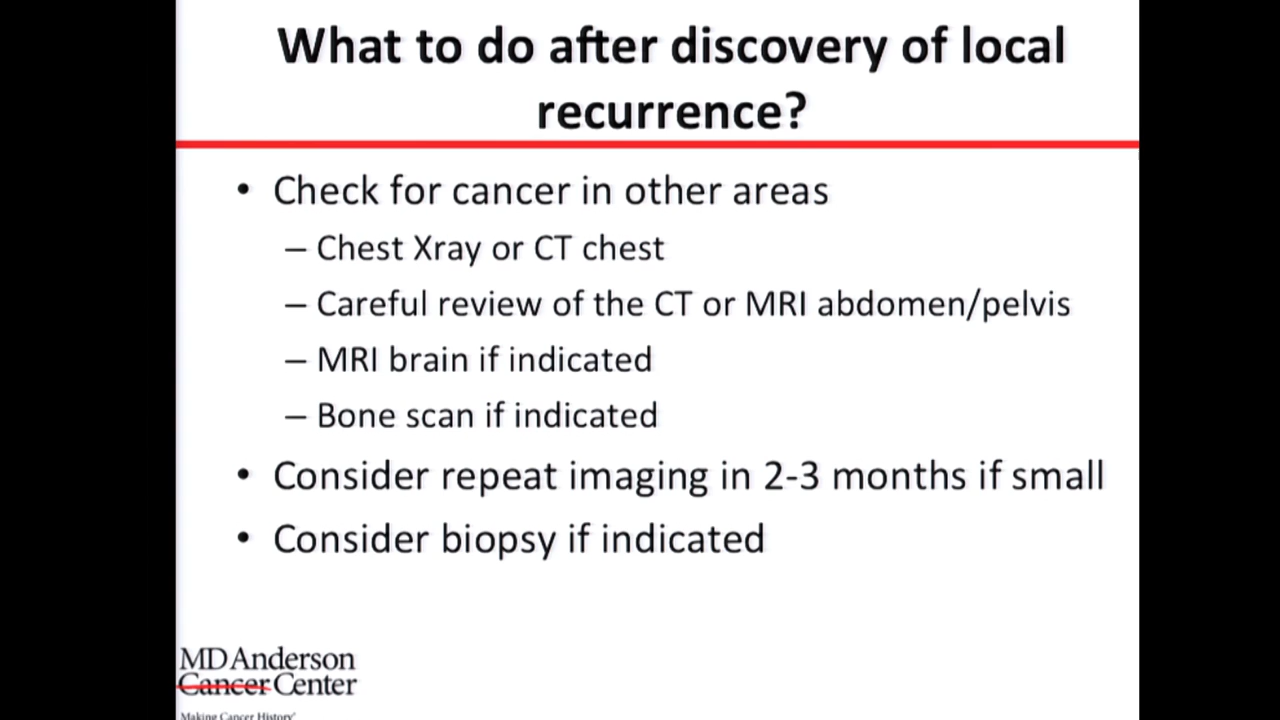 What to do after discovery of local
recurrence?
• Check for cancer in other areas
– Chest Xray or CT chest
– Careful review of the CT or MRI abdomen/pelvis
– MRI brain if indicated
– Bone scan if indicated
• Consider repeat imaging in 2-3 months if small
• Consider biopsy if indicated
MD Anderson
Cancer Center
Making Cancer History®